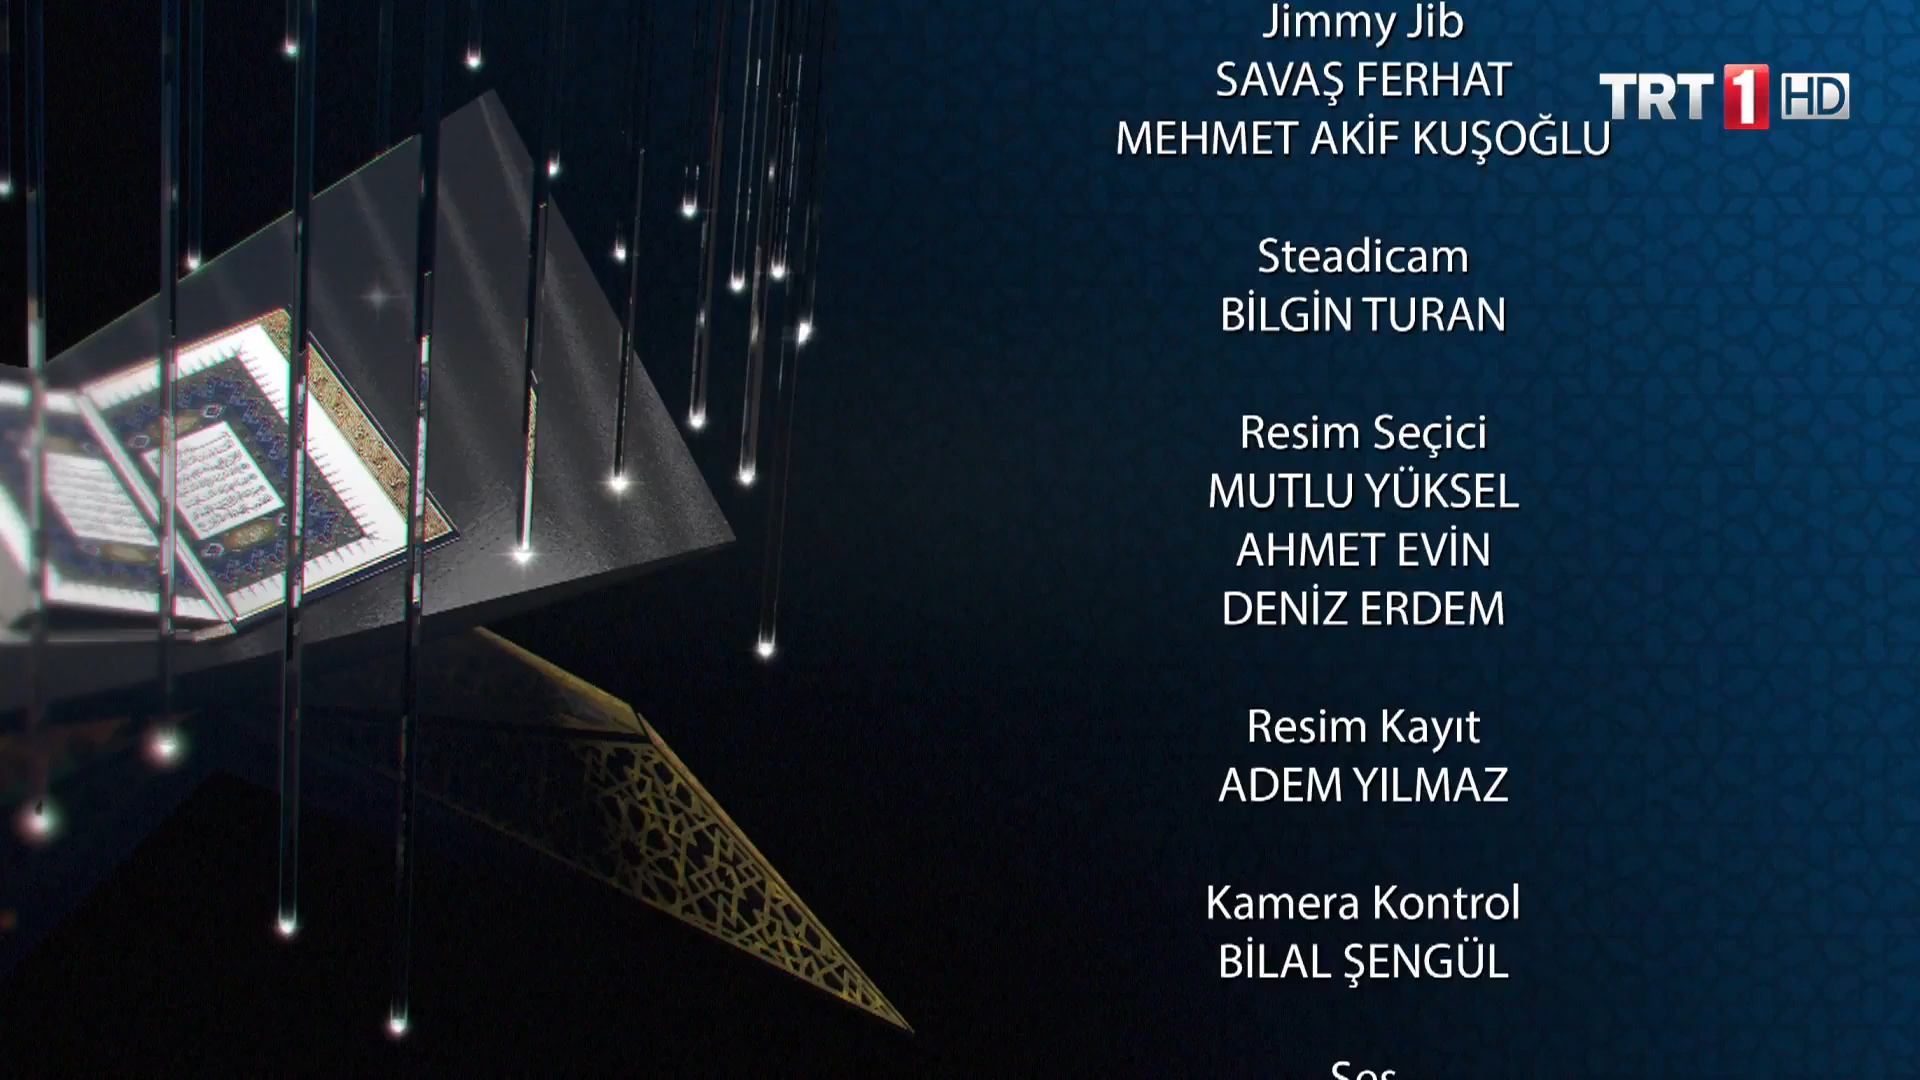 Jimmy Jib
SAVAŞ FERHAT
MEHMET AKİF KUŞOĞLU
TRT 1 HD
Steadicam
BİLGİN TURAN
Resim Seçici
MUTLU YÜKSEL
AHMET EVİN
DENİZ ERDEM
Resim Kayıt
ADEM YILMAZ
Kamera Kontrol
BİLAL ŞENGÜL
Ses